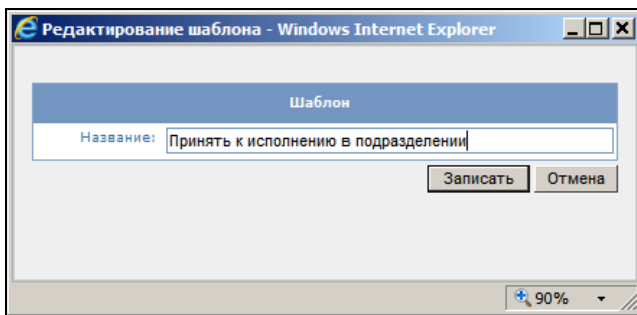 Редактирование шаблона - Windows Internet Explorer
Шаблон
Название: Принять к исполнению в подразделении
Записать Отмена
90%